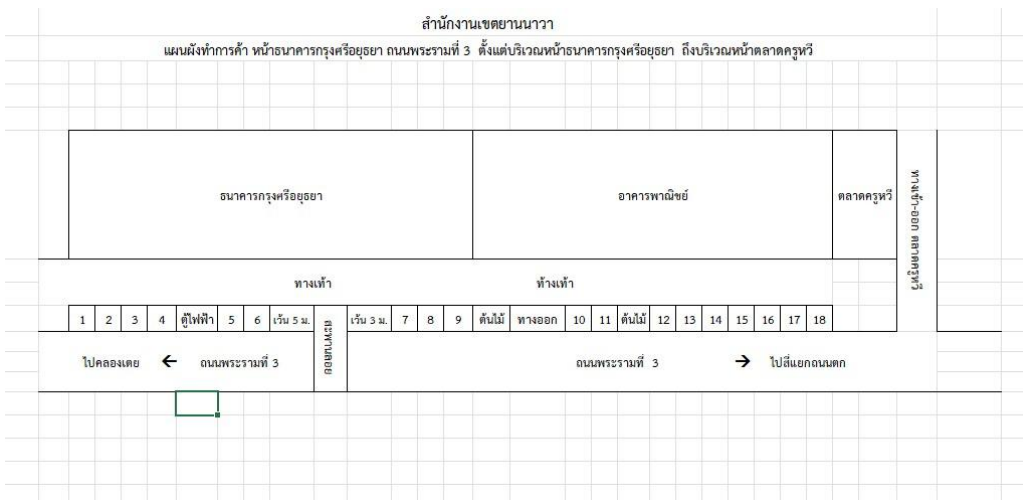 สำนักงานเขตยานนาวา
แผนผังทำการค้า หน้าธนาคารกรุงศรีอยุธยา ถนนพระรามที่ 3 ตั้งแต่บริเวณหน้าธนาคารกรุงศรีอยุธยา ถึงบริเวณหน้าตลาดครูหวี
ธนาคารกรุงศรีอยุธยา อาคารพาณิชย์ ตลาดครูหวี
ทางเข้า-ออก ตลาดครูหวี
ทางเท้า ท้างเท้า
1 2 3 4 ตู้ไฟฟ้า 5 6 เว้น 5 ม. สะพานลอย เว้น 3 ม. 7 8 9 ต้นไม้ ทางออก 10 11 ต้นไม้ 12 13 14 15 16 17 18
ไปคลองเตย ← ถนนพระรามที่ 3 ถนนพระรามที่ 3 → ไปสี่แยกถนนตก